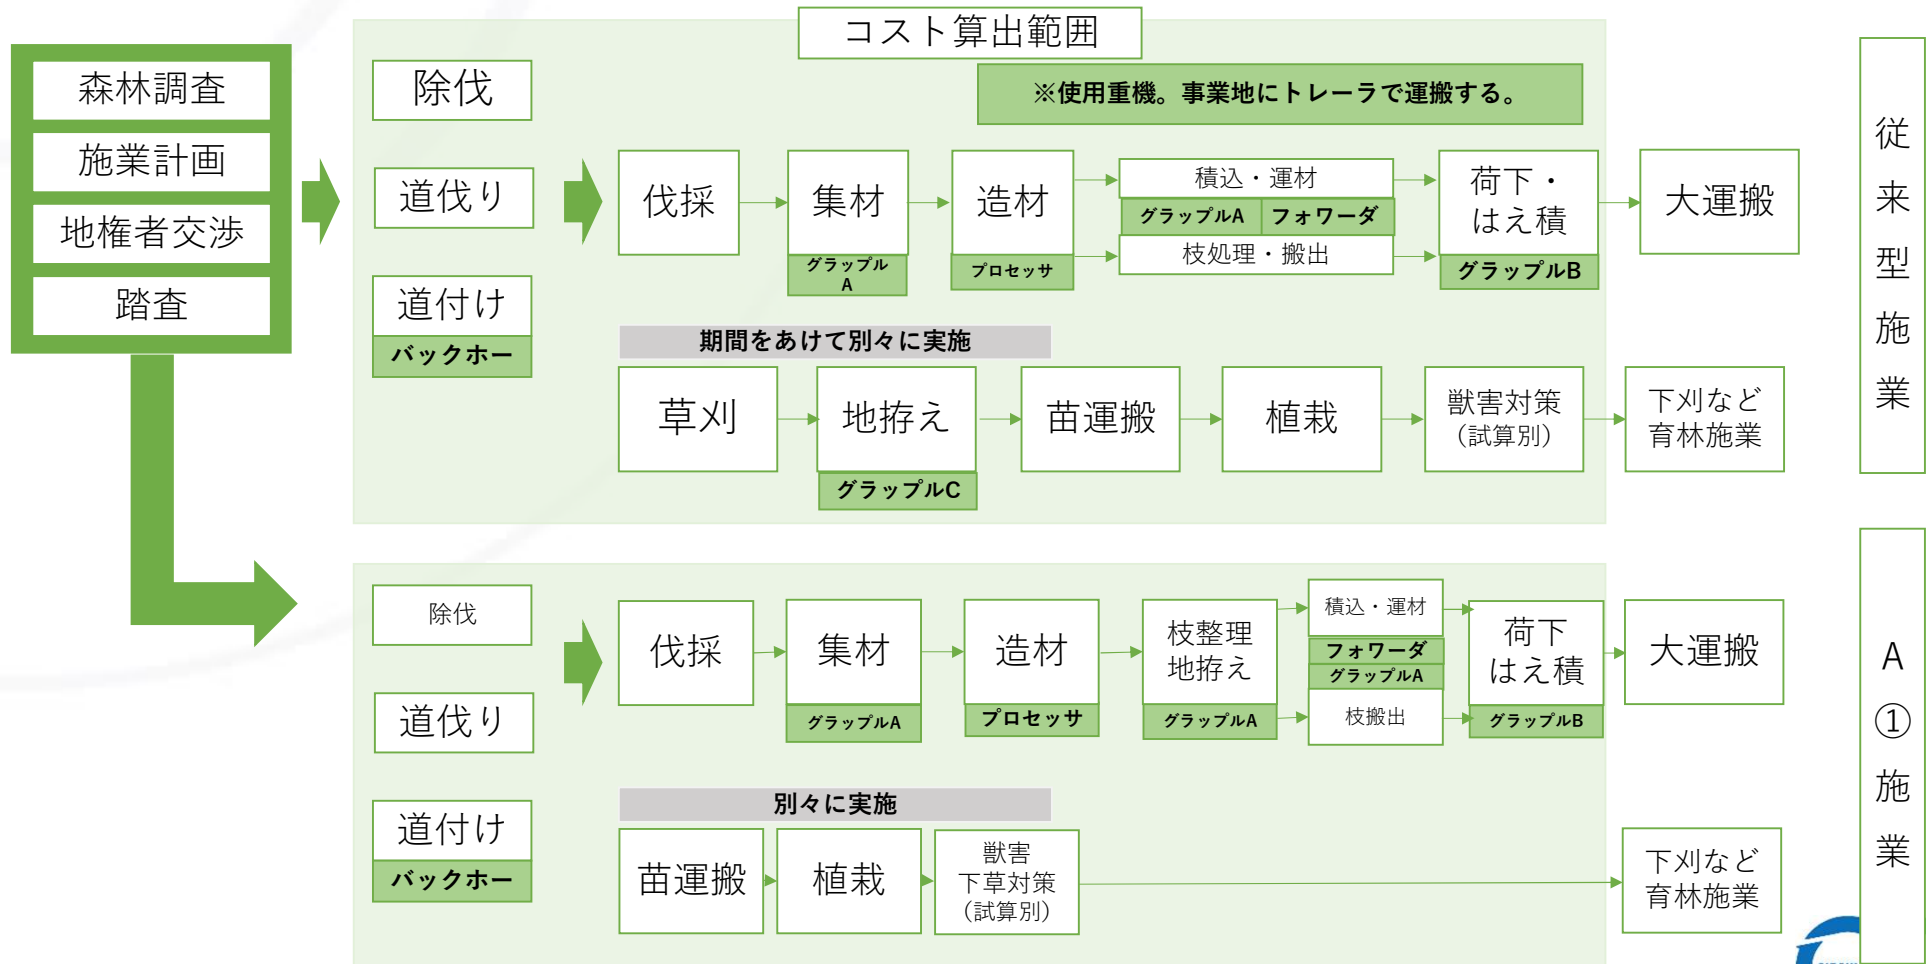 コスト算出範囲
森林調査
施業計画
地権者交渉
踏査
除伐
道伐り
道付け
バックホー
※使用重機。事業地にトレーラで運搬する。
伐採
集材
グラップル
A
造材
プロセッサ
積込・運材
グラップルA
フォワーダ
枝処理・搬出
荷下・
はえ積
グラップルB
大運搬
期間をあけて別々に実施
草刈
地拵え
グラップルC
苗運搬
植栽
獣害対策
（試算別）
下刈など
育林施業
従来型施業
除伐
道伐り
道付け
バックホー
伐採
集材
グラップルA
造材
プロセッサ
枝整理
地拵え
グラップルA
積込・運材
フォワーダ
グラップルA
枝搬出
荷下
はえ積
グラップルB
大運搬
別々に実施
苗運搬
植栽
獣害
下草対策
（試算別）
下刈など
育林施業
A①施業